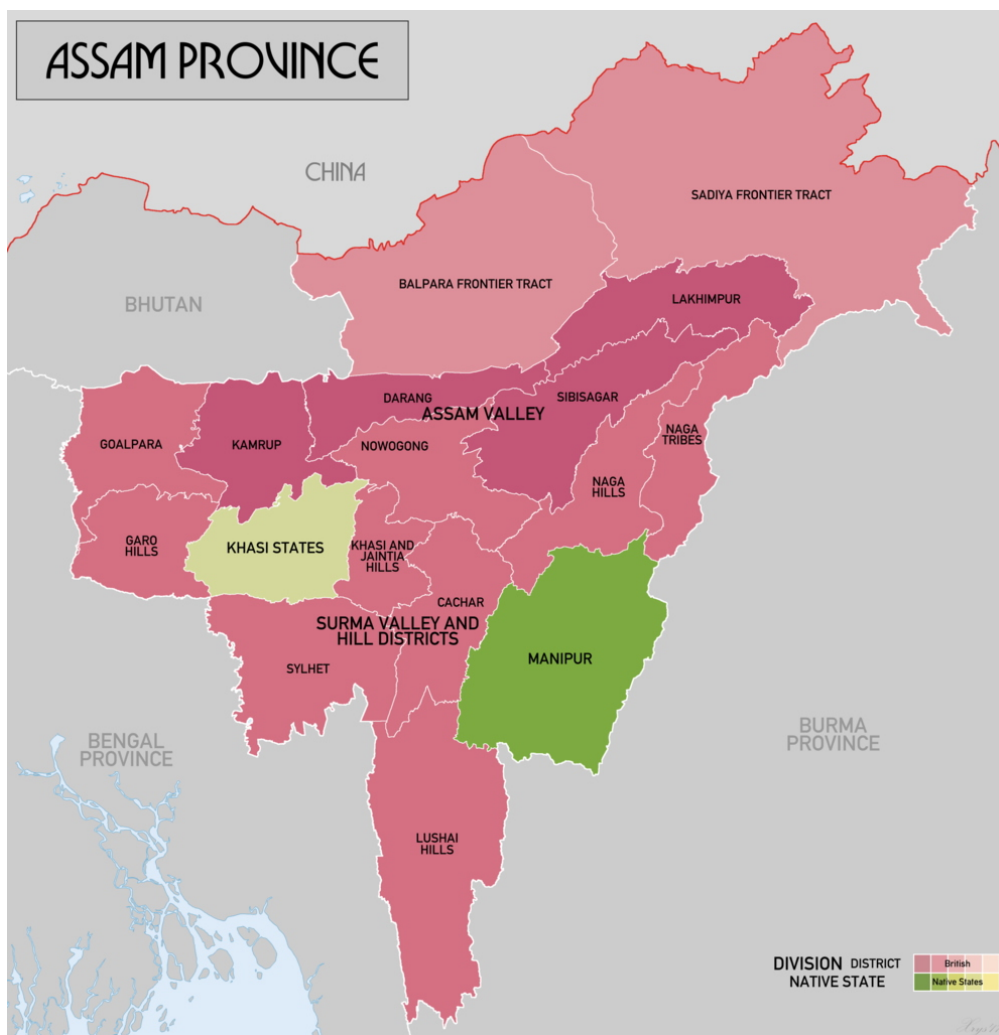 ASSAM PROVINCE
CHINA
SADIYA FRONTIER TRACT
BALPARA FRONTIER TRACT
BHUTAN
LAKHIMPUR
DARANG
SIBISAGAR
ASSAM VALLEY
GOALPARA
KAMRUP
NOWOGONG
NAGA
TRIBES
NAGA
HILLS
GARO
HILLS
KHASI STATES
KHASI AND
JAINTIA
HILLS
CACHAR
SURMA VALLEY AND
HILL DISTRICTS
SYLHET
MANIPUR
BENGAL
PROVINCE
BURMA
PROVINCE
LUSHAI
HILLS
DIVISION DISTRICT British
NATIVE STATE Native States